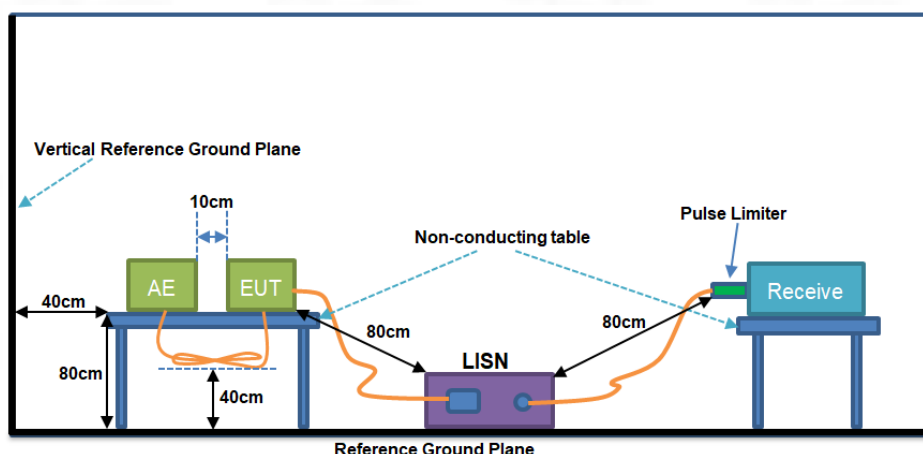 Vertical Reference Ground Plane
10cm
Pulse Limiter
Non-conducting table
AE
EUT
Receive
40cm
80cm
80cm
LISN
80cm
40cm
Reference Ground Plane